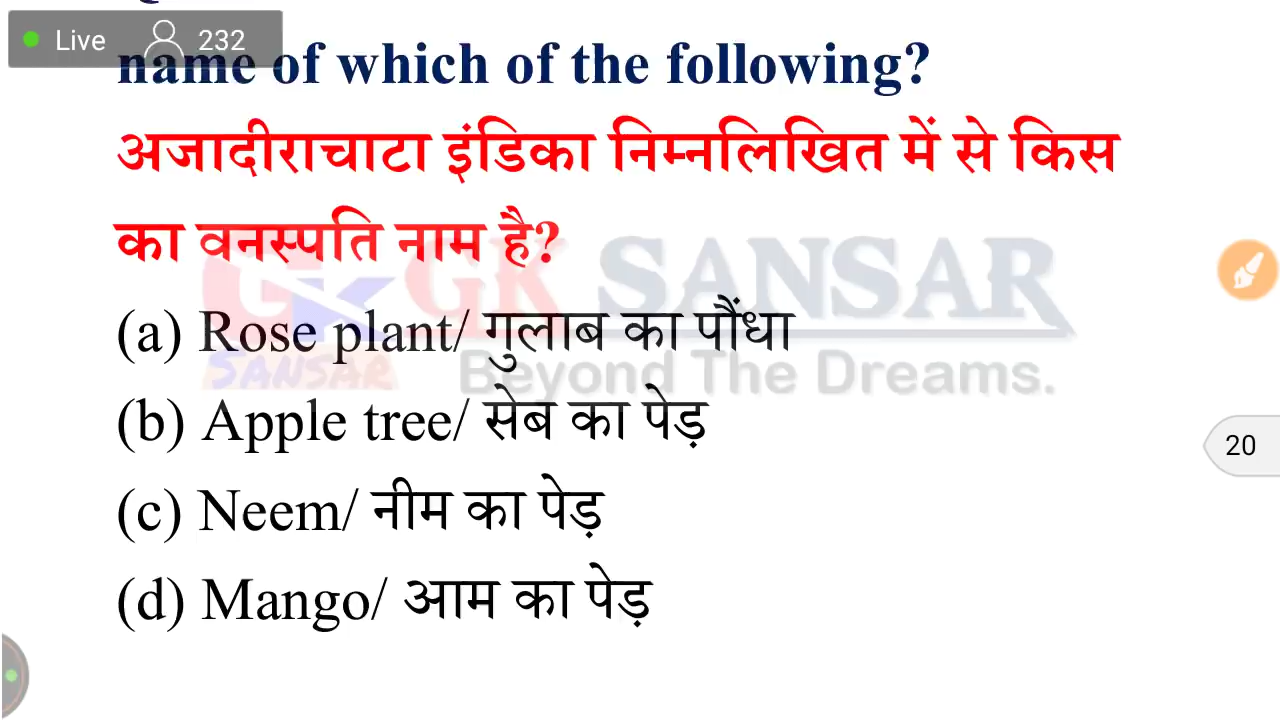 Live 232
name of which of the following?
अजादीराचाटा इंडिका निम्नलिखित में से किस
का वनस्पति नाम है?
GK SANSAR
(a) Rose plant/ गुलाब का पौंधा
SANSAR
Beyond The Dreams.
(b) Apple tree/ सेब का पेड़
20
(c) Neem/ नीम का पेड़
(d) Mango/ आम का पेड़